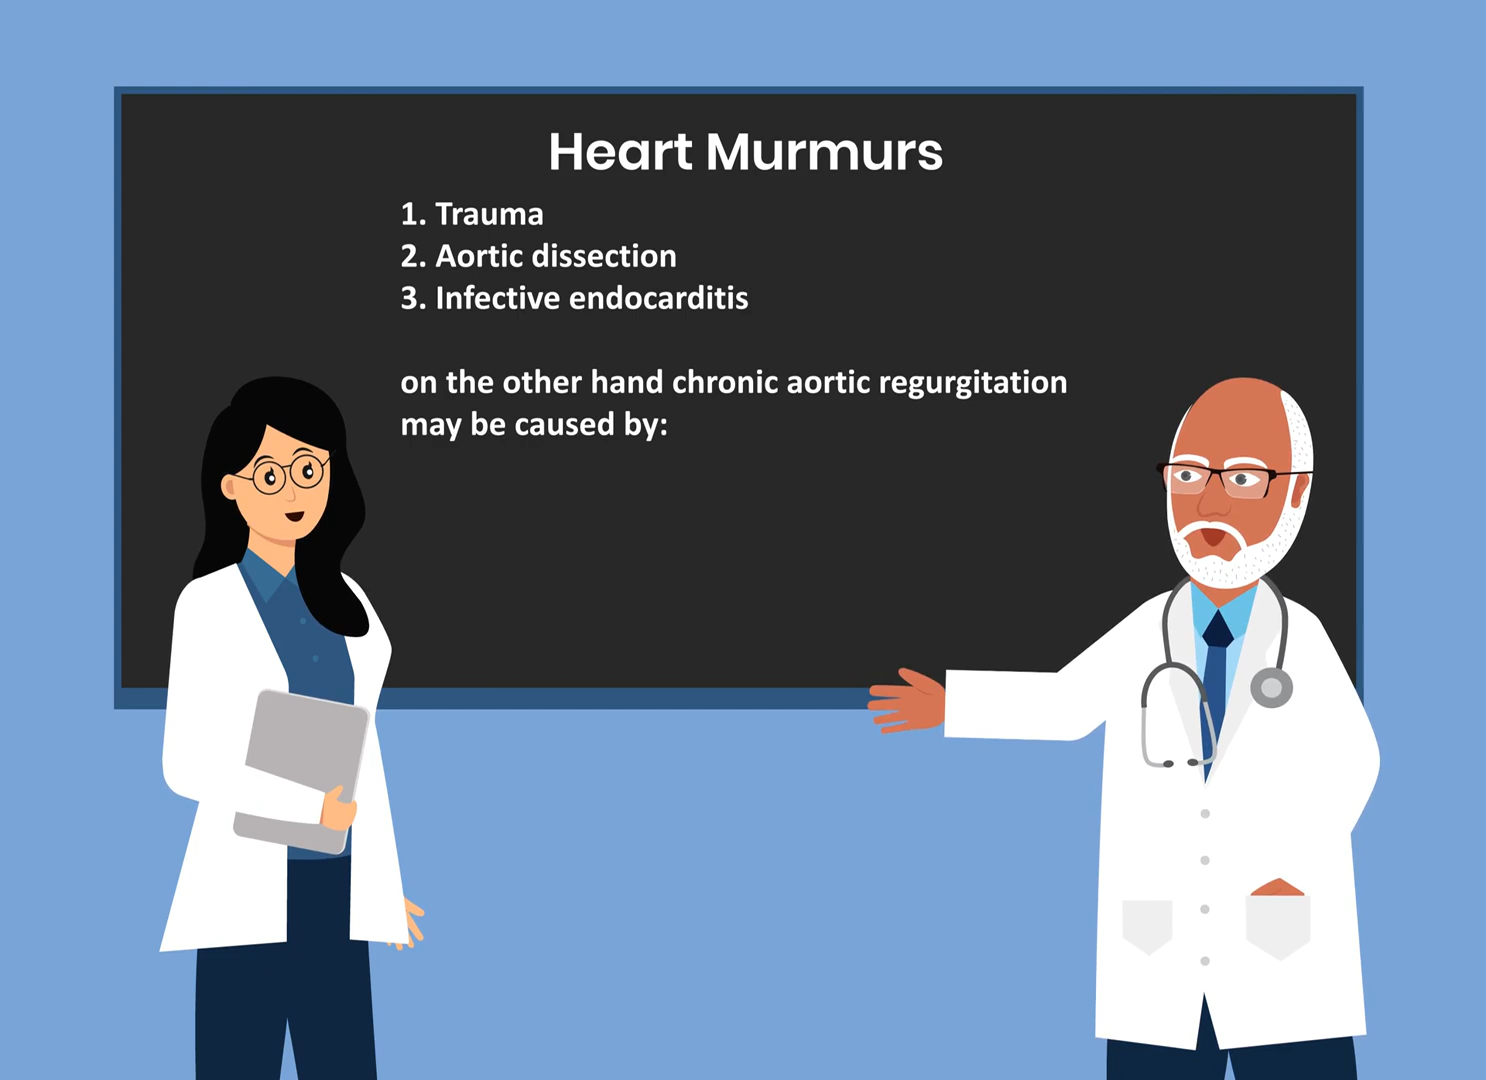 Heart Murmurs
1. Trauma
2. Aortic dissection
3. Infective endocarditis
on the other hand chronic aortic regurgitation
may be caused by: